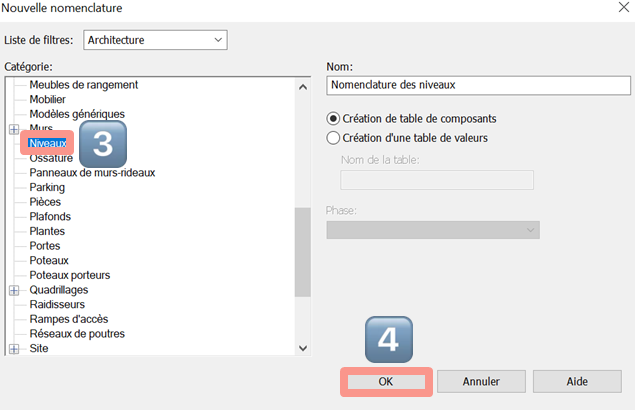 Nouvelle nomenclature
Liste de filtres: Architecture
Catégorie:
Meubles de rangement
Mobilier
Modèles génériques
Murs
Niveaux
3
Ossature
Panneaux de murs-rideaux
Parking
Pièces
Plafonds
Plantes
Portes
Poteaux
Poteaux porteurs
Quadrillages
Raidisseurs
Rampes d'accès
Réseaux de poutres
Site
Nom:
Nomenclature des niveaux
Création de table de composants
Création d'une table de valeurs
Nom de la table:
Phase:
4
OK
Annuler
Aide